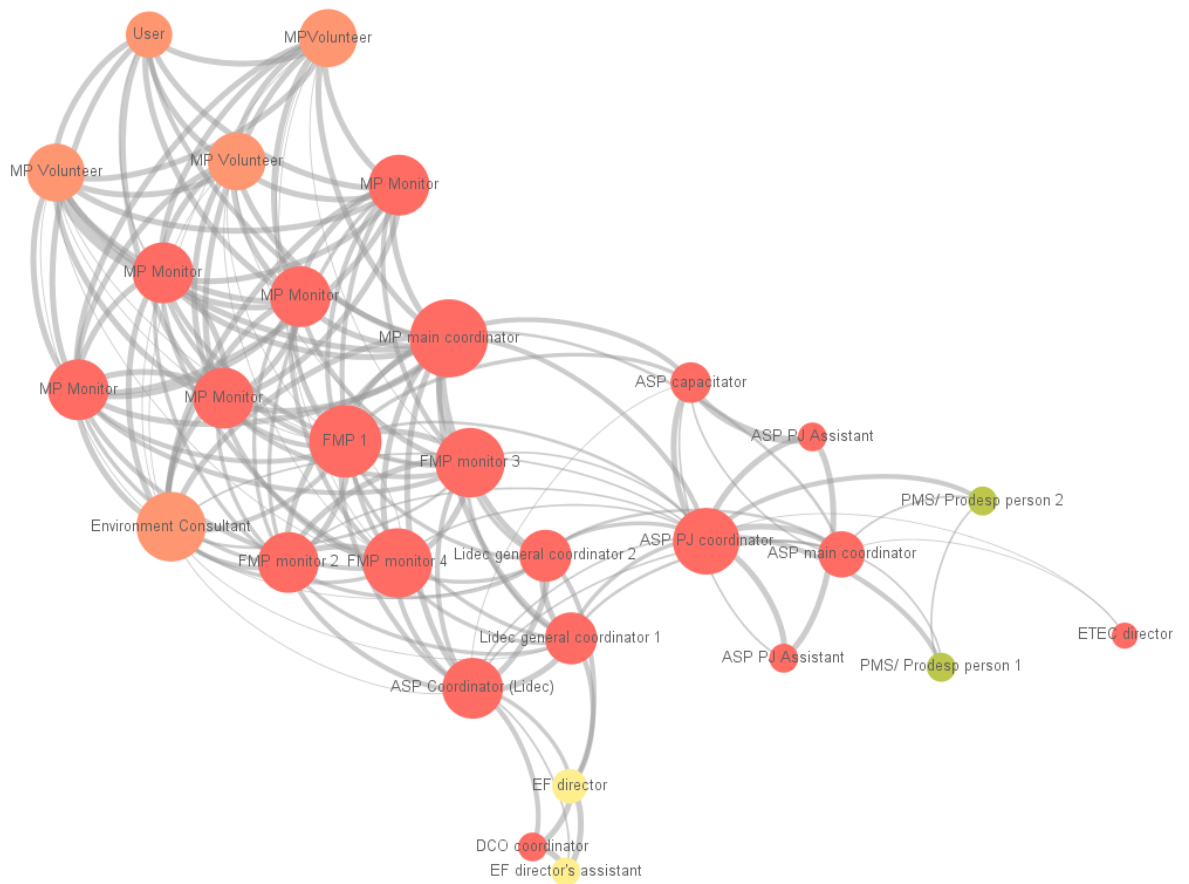 User
MPVolunteer
MP Volunteer
MP Volunteer
MP Monitor
MP Monitor
MP Monitor
MP main coordinator
ASP capacitator
MP Monitor
MP Monitor
FMP 1
ASP PJ Assistant
FMP monitor 3
PMS/ Prodesp person 2
Environment Consultant
ASP PJ coordinator
Lidec general coordinator 2
ASP main coordinator
FMP monitor 2
FMP monitor 4
ETEC director
Lidec general coordinator 1
ASP PJ Assistant
PMS/ Prodesp person 1
ASP Coordinator (Lidec)
EF director
DCO coordinator
EF director's assistant